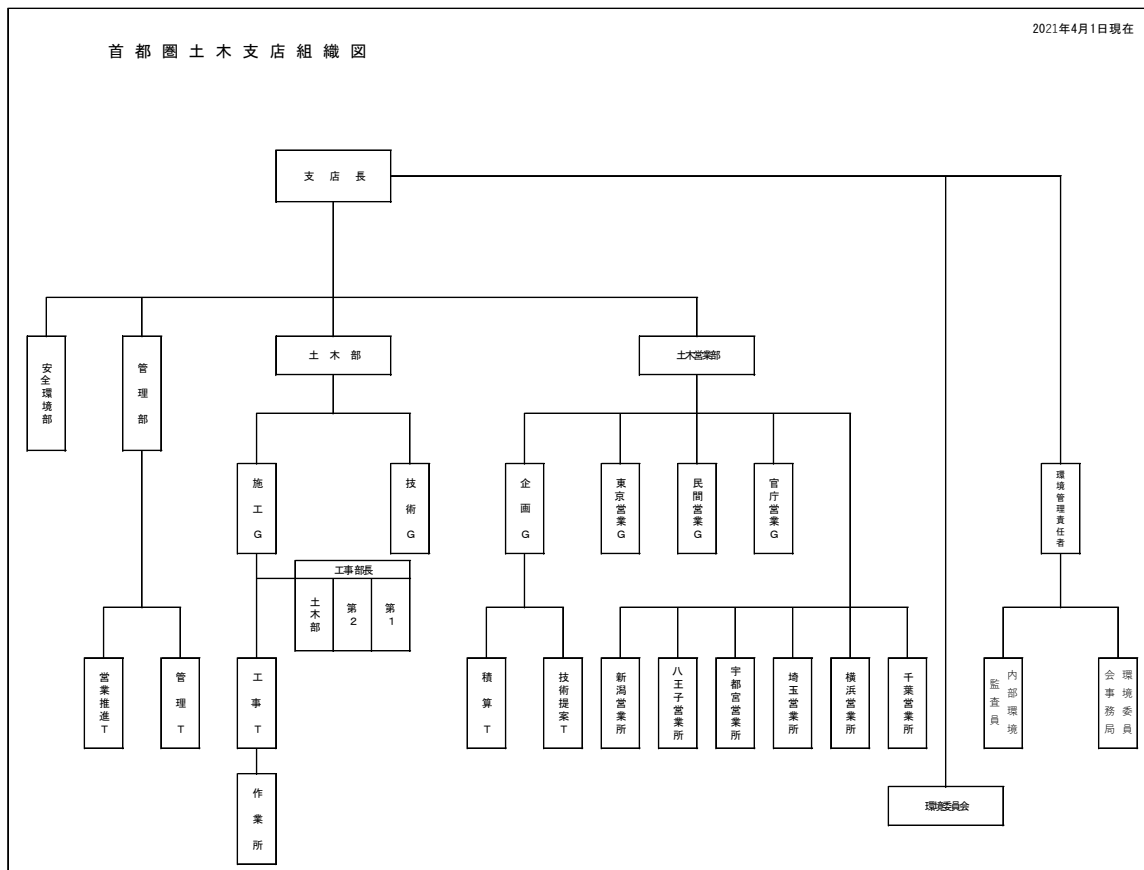 2021年4月1日現在
首都圏土木支店組織図
支店長
安全環境部
管理部
土木部
土木営業部
施工G
技術G
企画G
東京営業G
民間営業G
官庁営業G
環境管理責任者
工事部長
土木部
第2
第1
営業推進T
管理T
工事T
積算T
技術提案T
新潟営業所
八王子営業所
宇都宮営業所
埼玉営業所
横浜営業所
千葉営業所
内部環境
監査員
環境委員
会事務局
作業所
環境委員会